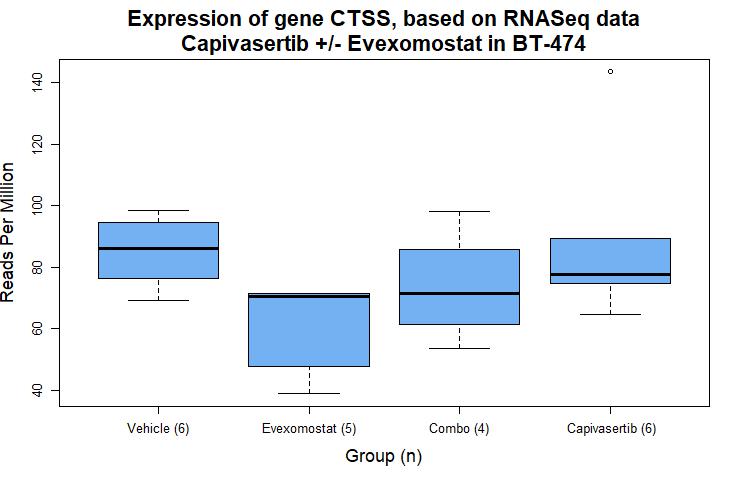 Expression of gene CTSS, based on RNASeq data
Capivasertib +/- Evexomostat in BT-474
Reads Per Million
140
120
100
80
60
40
Vehicle (6)
Evexomostat (5)
Combo (4)
Capivasertib (6)
Group (n)